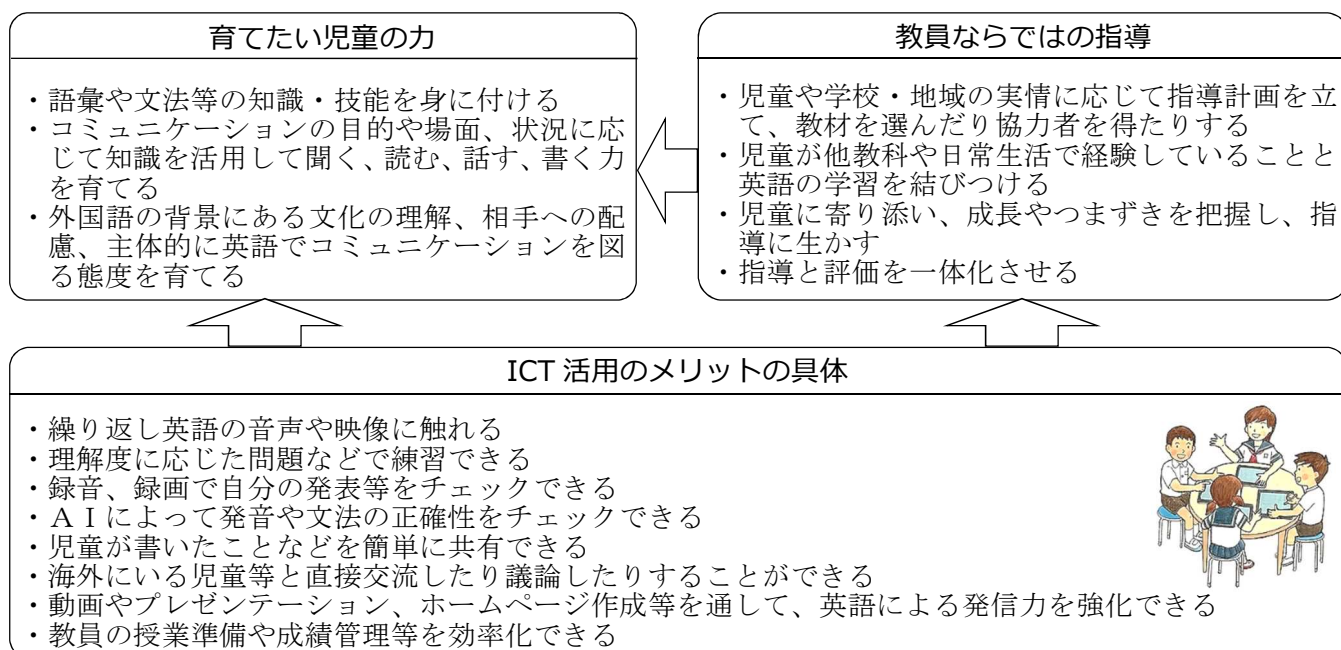 育てたい児童の力
・語彙や文法等の知識・技能を身に付ける
・コミュニケーションの目的や場面、状況に応
じて知識を活用して聞く、読む、話す、書く力
を育てる
・外国語の背景にある文化の理解、相手への配
慮、主体的に英語でコミュニケーションを図
る態度を育てる
教員ならではの指導
・児童や学校・地域の実情に応じて指導計画を立
て、教材を選んだり協力者を得たりする
・児童が他教科や日常生活で経験していることと
英語の学習を結びつける
・児童に寄り添い、成長やつまずきを把握し、指
導に生かす
・指導と評価を一体化させる
ICT 活用のメリットの具体
・繰り返し英語の音声や映像に触れる
・理解度に応じた問題などで練習できる
・録音、録画で自分の発表等をチェックできる
・ＡＩによって発音や文法の正確性をチェックできる
・児童が書いたことなどを簡単に共有できる
・海外にいる児童等と直接交流したり議論したりすることができる
・動画やプレゼンテーション、ホームページ作成等を通して、英語による発信力を強化できる
・教員の授業準備や成績管理等を効率化できる